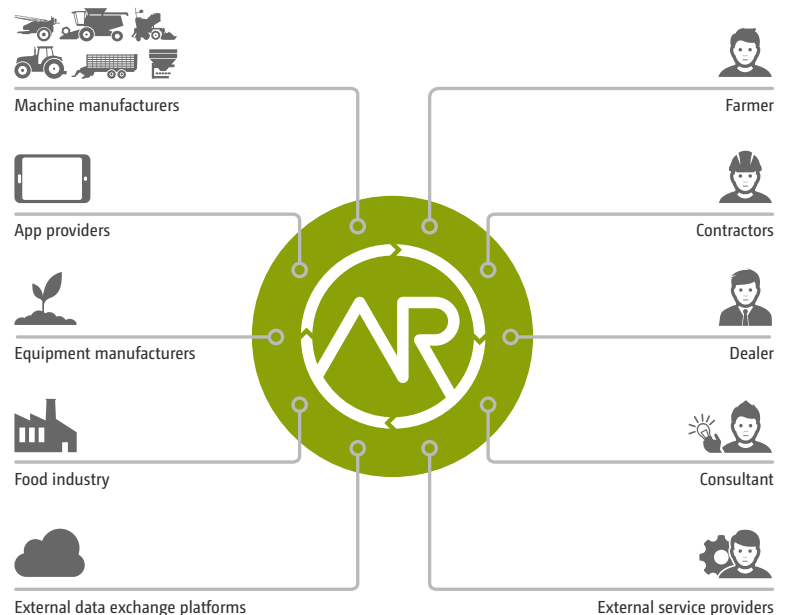 Machine manufacturers
Farmer
App providers
Contractors
AR
Equipment manufacturers
Dealer
Food industry
Consultant
External data exchange platforms
External service providers